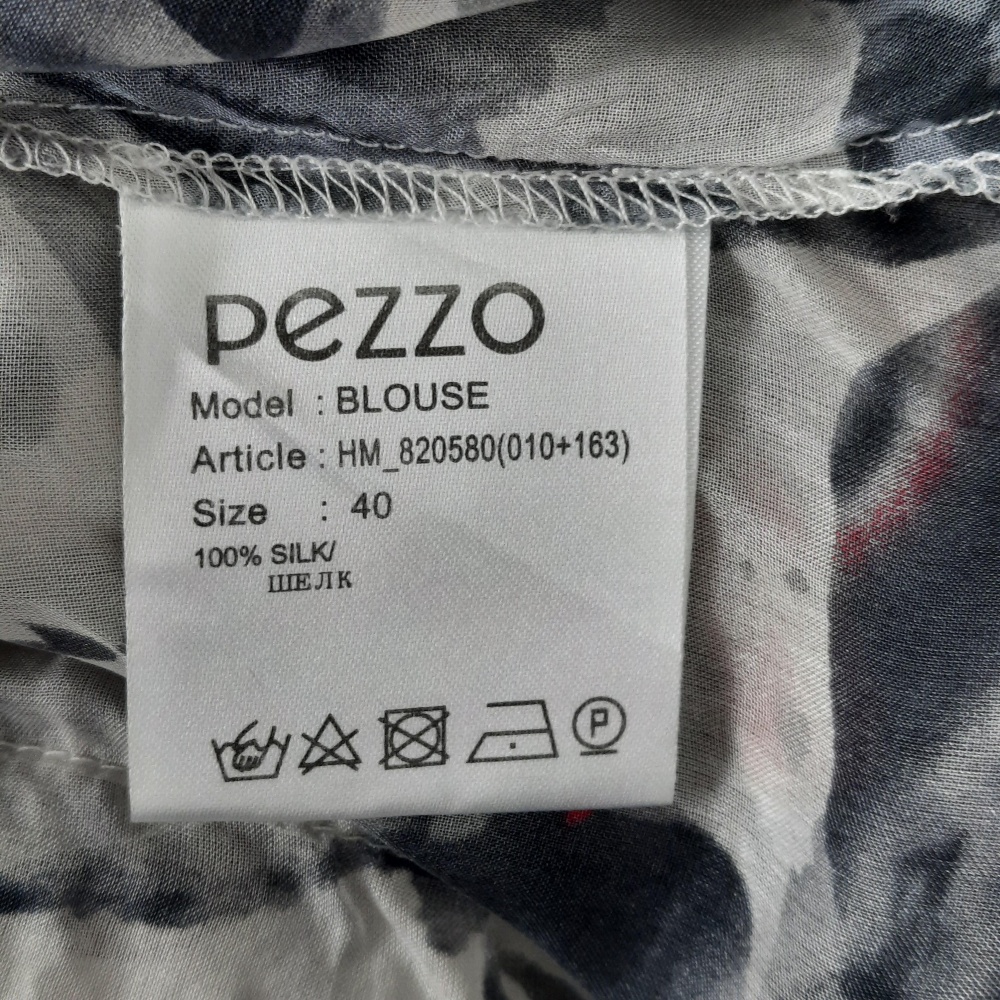 pezzo
Model : BLOUSE
Article : HM_820580(010+163)
Size : 40
100% SILK/
ШЕЛК
P